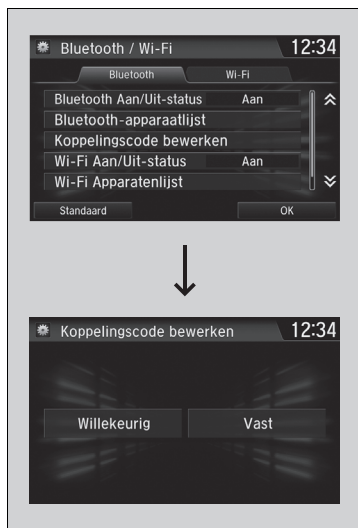 Bluetooth / Wi-Fi 12:34
Bluetooth Wi-Fi
Bluetooth Aan/Uit-status Aan
Bluetooth-apparaatlijst
Koppelingscode bewerken
Wi-Fi Aan/Uit-status Aan
Wi-Fi Apparatenlijst
Standaard OK
Koppelingscode bewerken 12:34
Willekeurig Vast